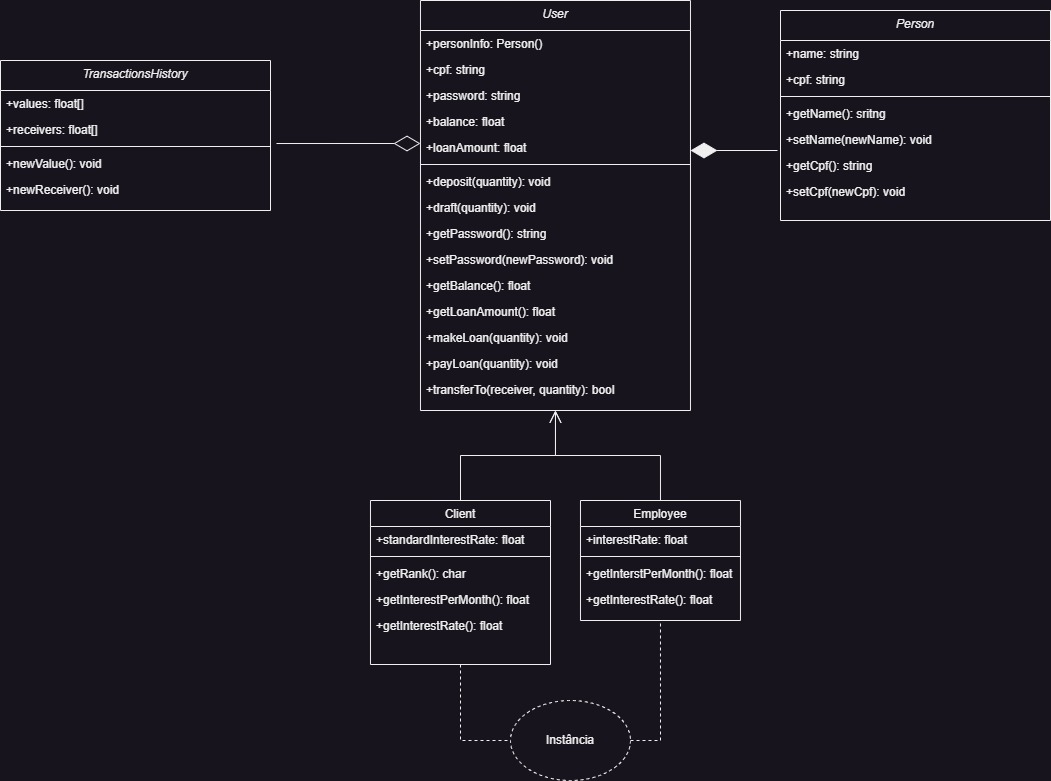 User
+personInfo: Person()
+cpf: string
+password: string
+balance: float
+loanAmount: float
+deposit(quantity): void
+draft(quantity): void
+getPassword(): string
+setPassword(newPassword): void
+getBalance(): float
+getLoanAmount(): float
+makeLoan(quantity): void
+payLoan(quantity): void
+transferTo(receiver, quantity): bool
Person
+name: string
+cpf: string
+getName(): sritng
+setName(newName): void
+getCpf(): string
+setCpf(newCpf): void
TransactionsHistory
+values: float[]
+receivers: float[]
+newValue(): void
+newReceiver(): void
Client
+standardInterestRate: float
+getRank(): char
+getInterestPerMonth(): float
+getInterestRate(): float
Employee
+interestRate: float
+getInterstPerMonth(): float
+getInterestRate(): float
Instância